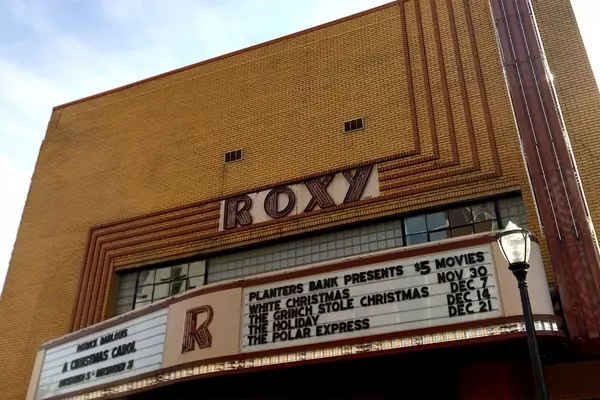 ROXY
PLANTERS BANK PRESENTS $5 MOVIES
WHITE CHRISTMAS NOV 30
THE GRINCH STOLE CHRISTMAS DEC 7
THE HOLIDAY DEC 14
THE POLAR EXPRESS DEC 21
R
A CHRISTMAS CAROL